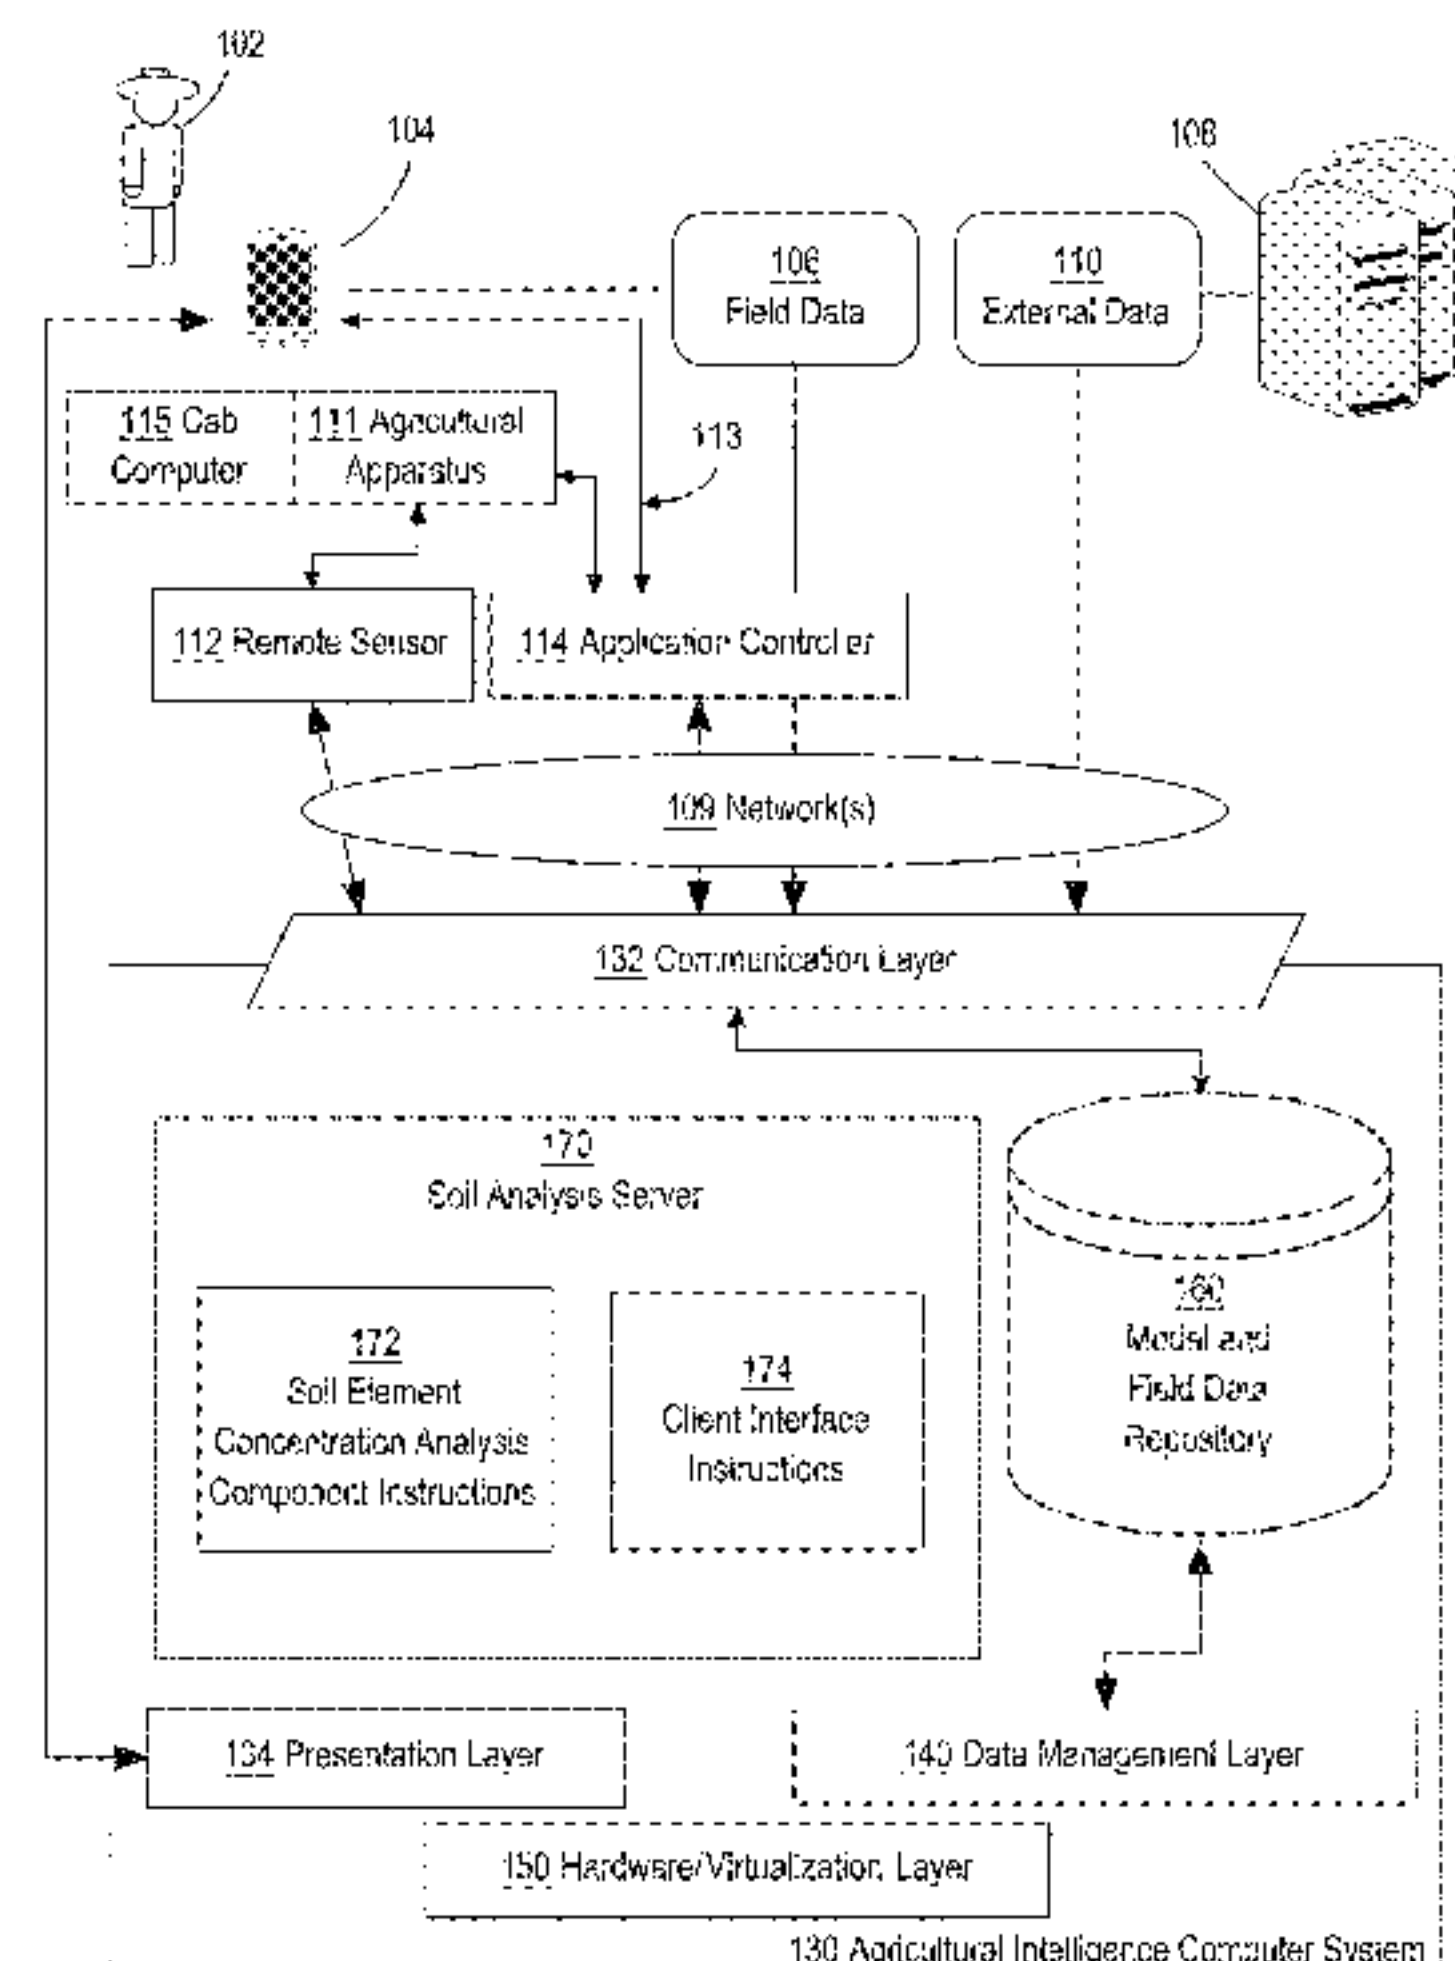 102
104
108
106
Field Data
110
External Data
115 Cab
Computer
111 Agricultural
Apparatus
113
112 Remote Sensor
114 Application Controller
109 Network(s)
132 Communication Layer
170
Soil Analysis Server
172
Soil Element
Concentration Analysis
Component Instructions
174
Client Interface
Instructions
160
Model and
Field Data
Repository
134 Presentation Layer
140 Data Management Layer
150 Hardware/Virtualization Layer
130 Agricultural Intelligence Computer System